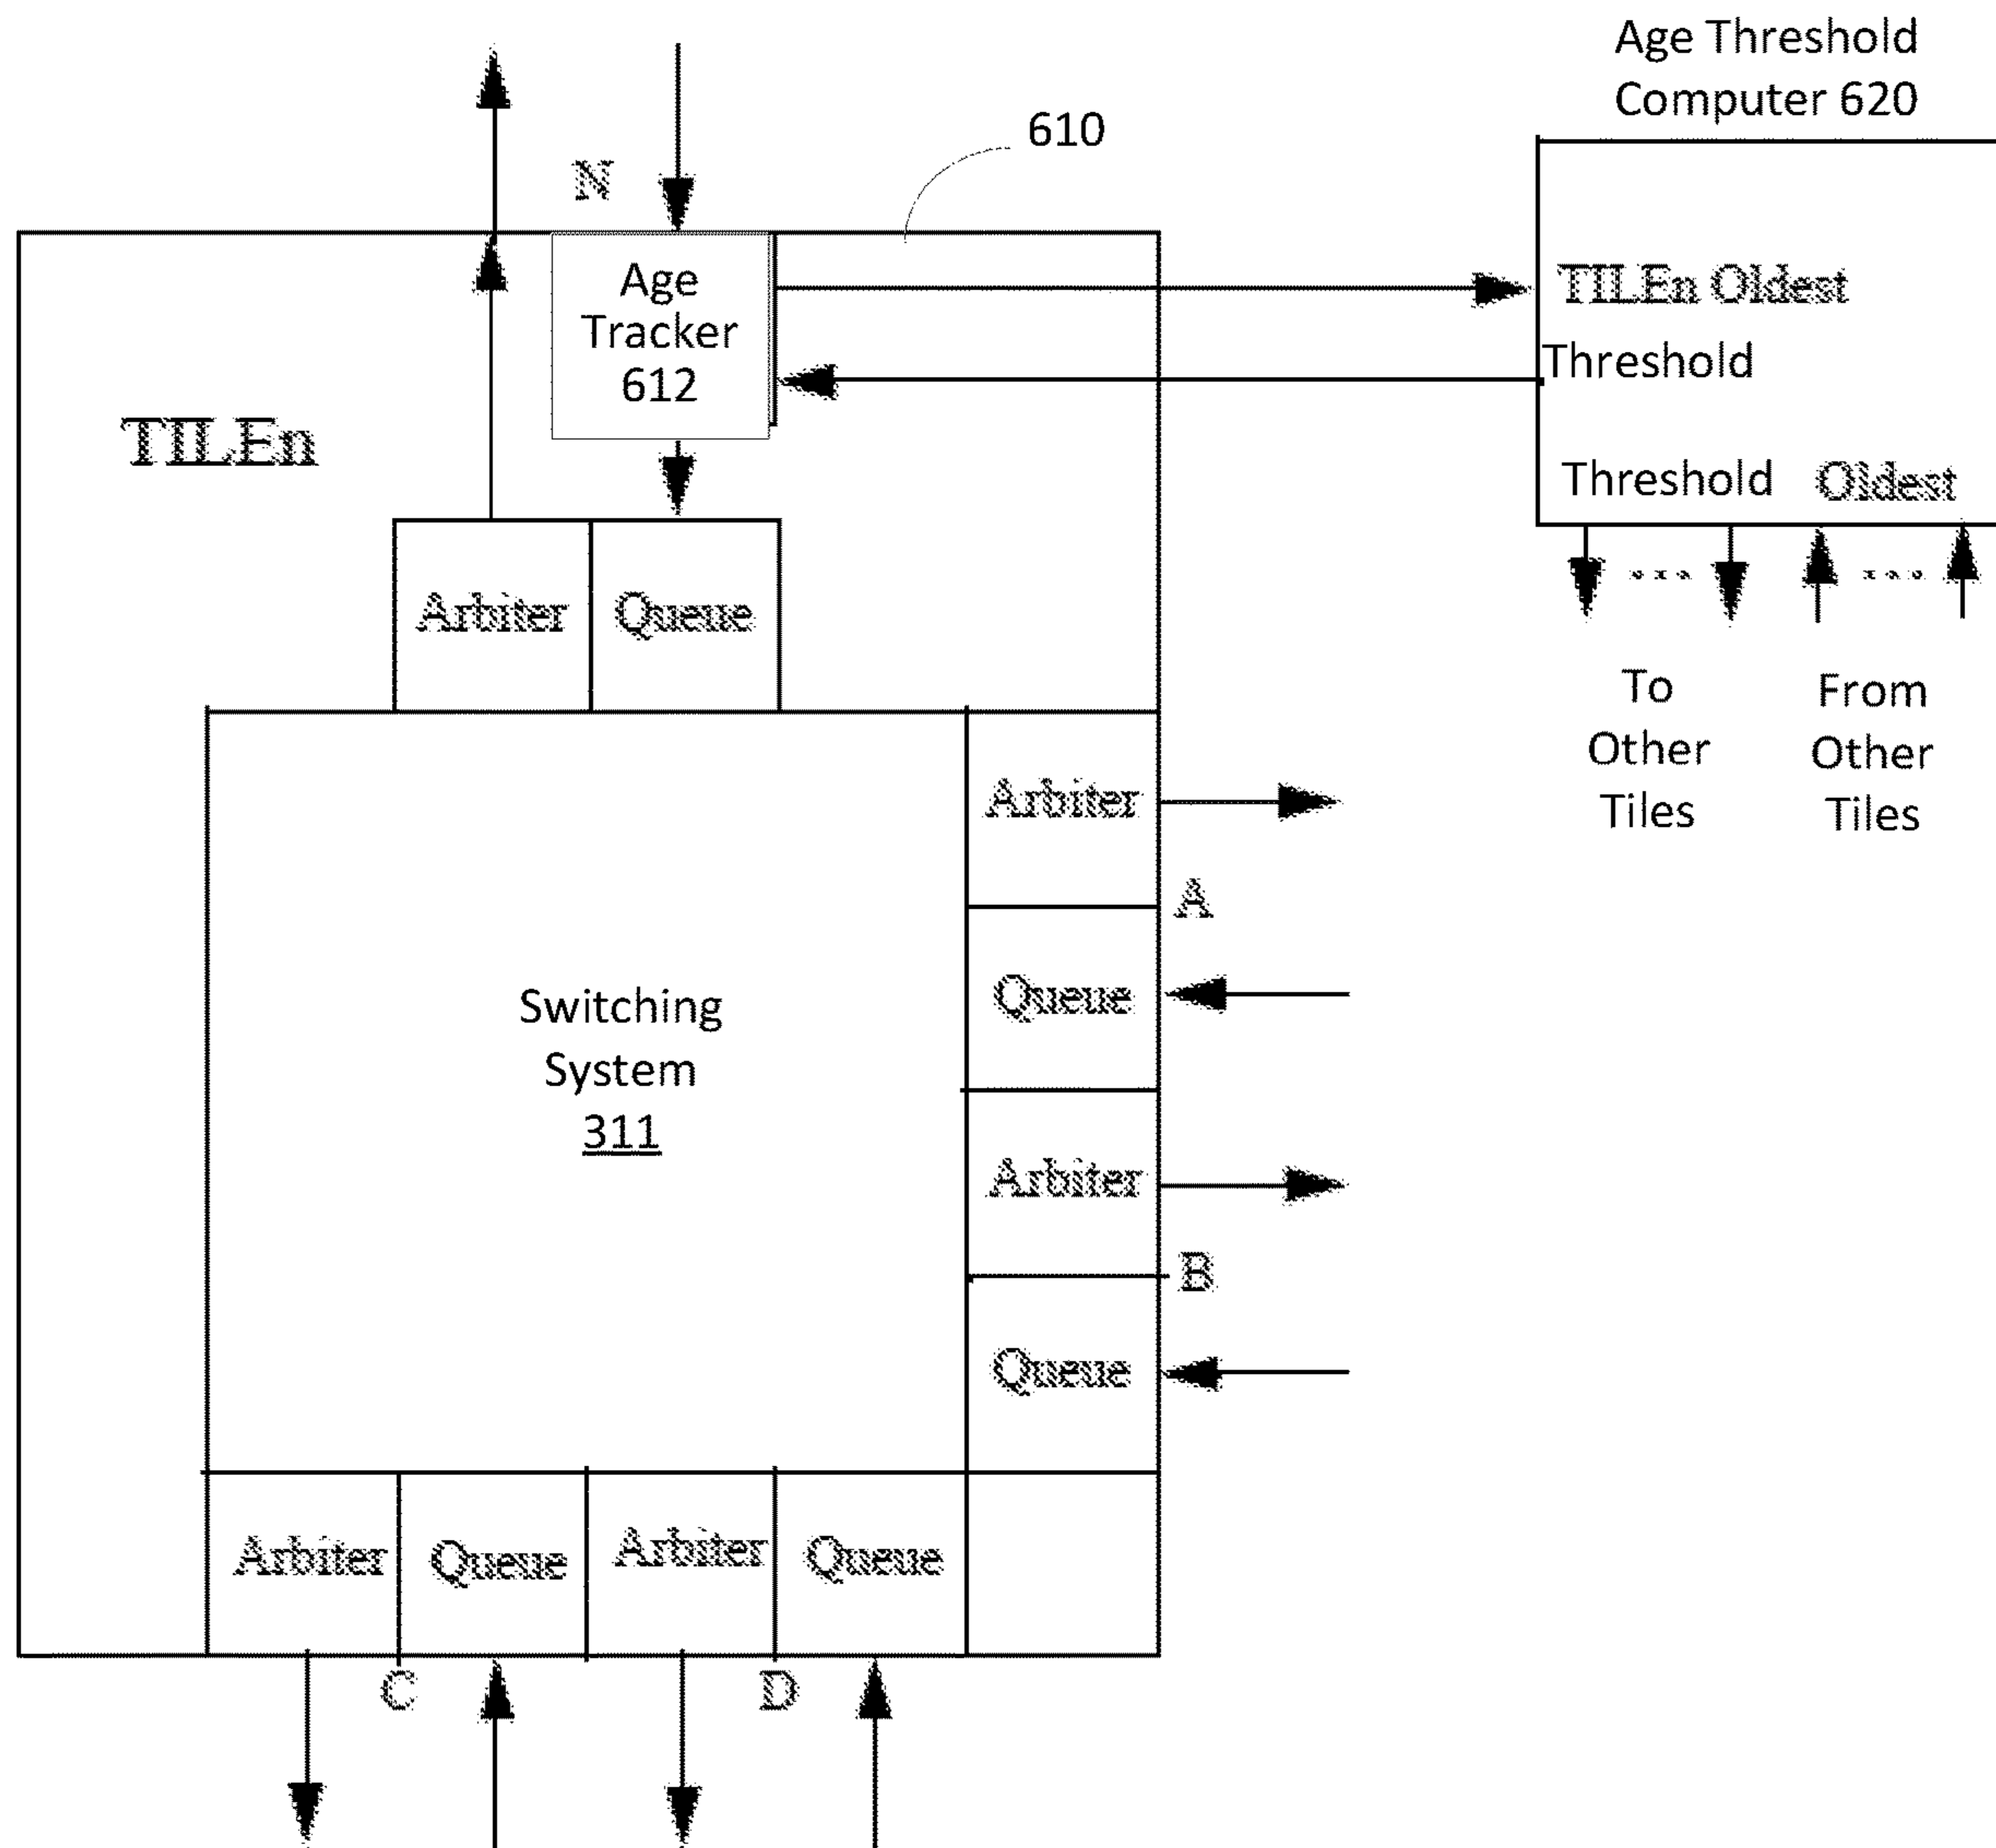 Age Threshold
Computer 620
610
N
Age
Tracker
612
TILEn Oldest
Threshold
TILEn
Threshold Oldest
... ...
Arbiter Queue
To
Other
Tiles
From
Other
Tiles
Arbiter
A
Queue
Switching
System
311
Arbiter
B
Queue
Arbiter Queue Arbiter Queue
C D